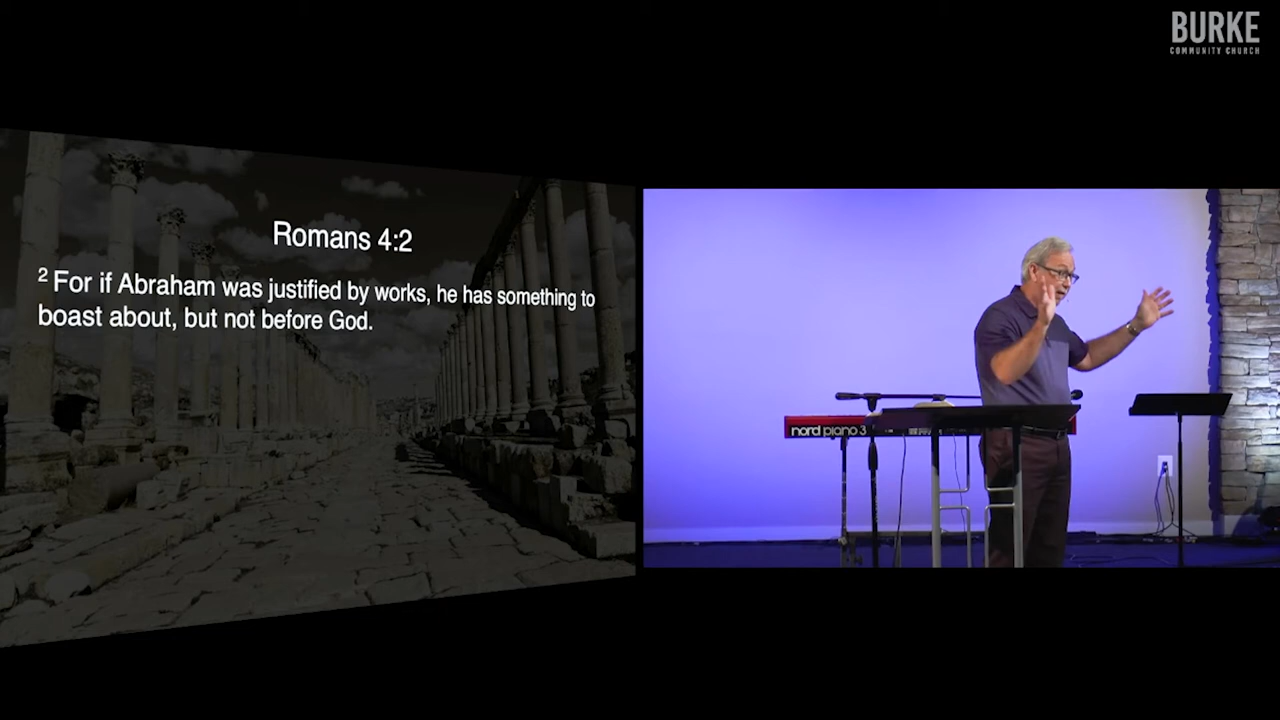 BURKE
COMMUNITY CHURCH
Romans 4:2
2 For if Abraham was justified by works, he has something to
boast about, but not before God.
nord piano 3